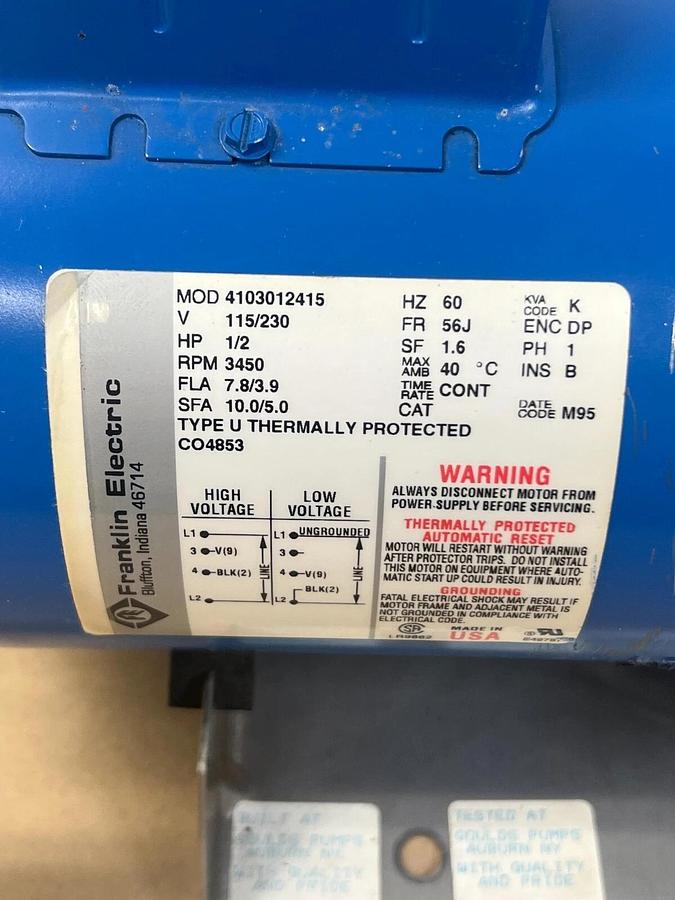 Franklin Electric
Bluffton, Indiana 46714
MOD 4103012415
V 115/230
HP 1/2
RPM 3450
FLA 7.8/3.9
SFA 10.0/5.0
HZ 60
FR 56J
SF 1.6
MAX AMB 40 °C
TIME RATE CONT
CAT
KVA CODE K
ENC DP
PH 1
INS B
DATE CODE M95
TYPE U THERMALLY PROTECTED
CO4853
HIGH
VOLTAGE
L1
3 V(9)
4 BLK(2)
L2
LINE
LOW
VOLTAGE
L1 UNGROUNDED
3
4 V(9)
BLK(2)
L2
LINE
WARNING
ALWAYS DISCONNECT MOTOR FROM
POWER-SUPPLY BEFORE SERVICING.
THERMALLY PROTECTED
AUTOMATIC RESET
MOTOR WILL RESTART WITHOUT WARNING
AFTER PROTECTOR TRIPS. DO NOT INSTALL
THIS MOTOR ON EQUIPMENT WHERE AUTO-
MATIC START UP COULD RESULT IN INJURY.
GROUNDING
FATAL ELECTRICAL SHOCK MAY RESULT IF
MOTOR FRAME AND ADJACENT METAL IS
NOT GROUNDED IN COMPLIANCE WITH
ELECTRICAL CODE.
MADE IN
USA
BUILT AT
GOULDS PUMPS
AUBURN NY
WITH QUALITY
AND PRIDE
TESTED AT
GOULDS PUMPS
AUBURN NY
WITH QUALITY
AND PRIDE